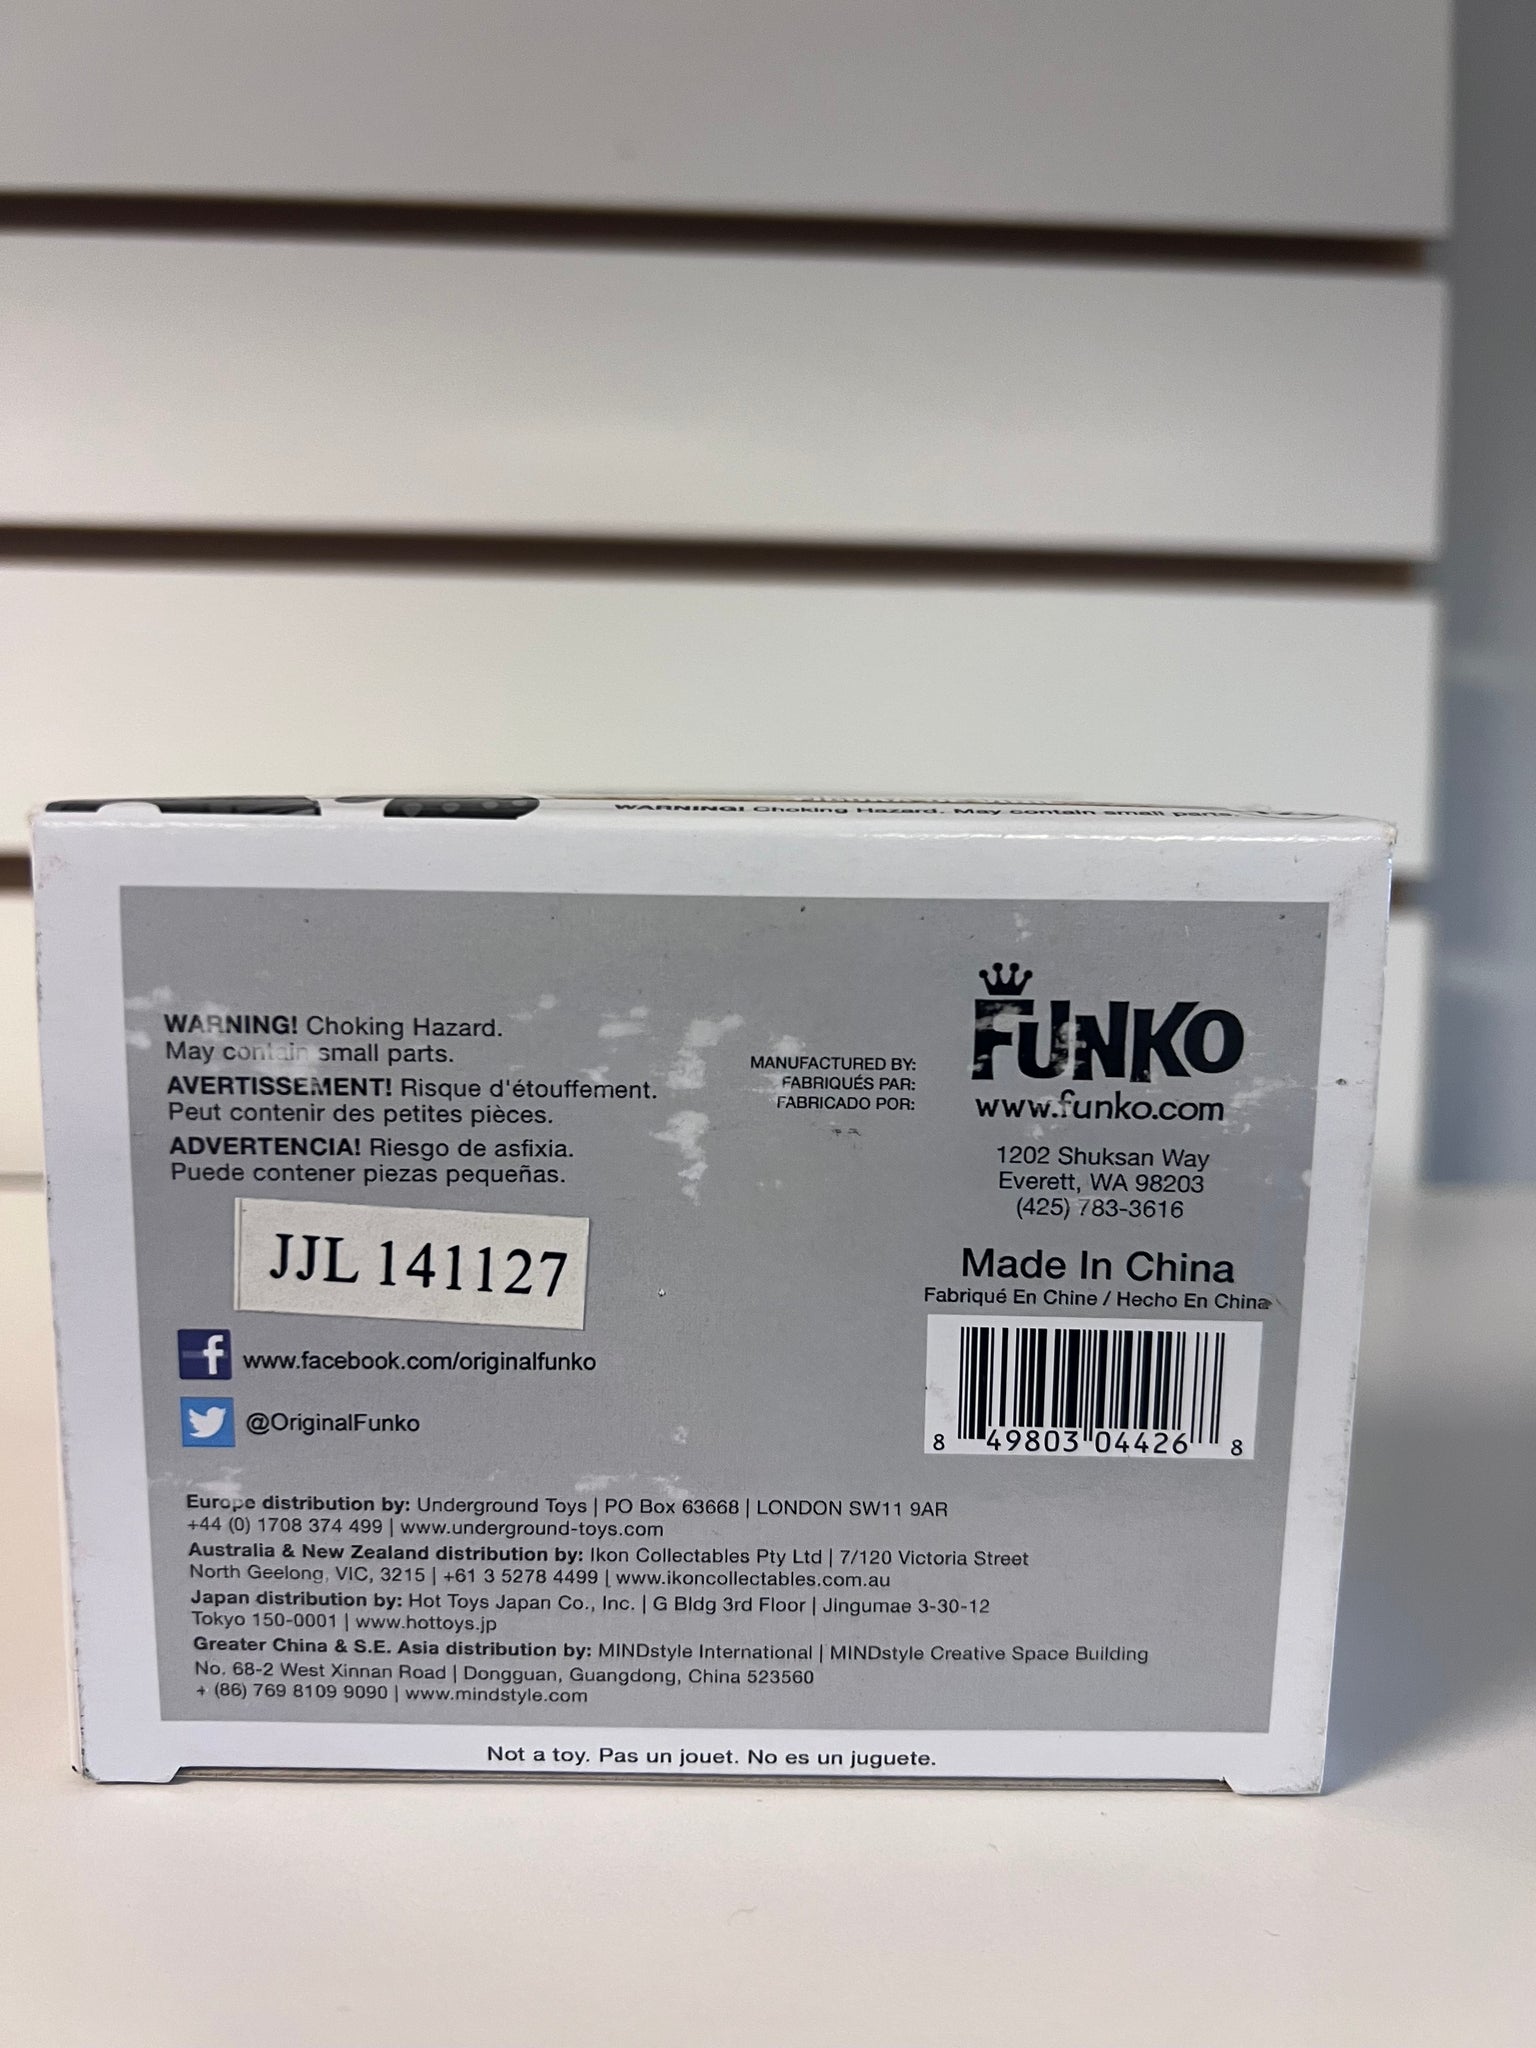 WARNING! Choking Hazard. May contain small parts.
WARNING! Choking Hazard.
May contain small parts.
AVERTISSEMENT! Risque d'étouffement.
Peut contenir des petites pièces.
ADVERTENCIA! Riesgo de asfixia.
Puede contener piezas pequeñas.
MANUFACTURED BY:
FABRIQUÉS PAR:
FABRICADO POR:
FUNKO
www.funko.com
1202 Shuksan Way
Everett, WA 98203
(425) 783-3616
Made In China
Fabriqué En Chine / Hecho En China
8 49803 04426 8
JJL 141127
f www.facebook.com/originalfunko
@OriginalFunko
Europe distribution by: Underground Toys | PO Box 63668 | LONDON SW11 9AR
+44 (0) 1708 374 499 | www.underground-toys.com
Australia & New Zealand distribution by: Ikon Collectables Pty Ltd | 7/120 Victoria Street
North Geelong, VIC, 3215 | +61 3 5278 4499 | www.ikoncollectables.com.au
Japan distribution by: Hot Toys Japan Co., Inc. | G Bldg 3rd Floor | Jingumae 3-30-12
Tokyo 150-0001 | www.hottoys.jp
Greater China & S.E. Asia distribution by: MINDstyle International | MINDstyle Creative Space Building
No. 68-2 West Xinnan Road | Dongguan, Guangdong, China 523560
+ (86) 769 8109 9090 | www.mindstyle.com
Not a toy. Pas un jouet. No es un juguete.